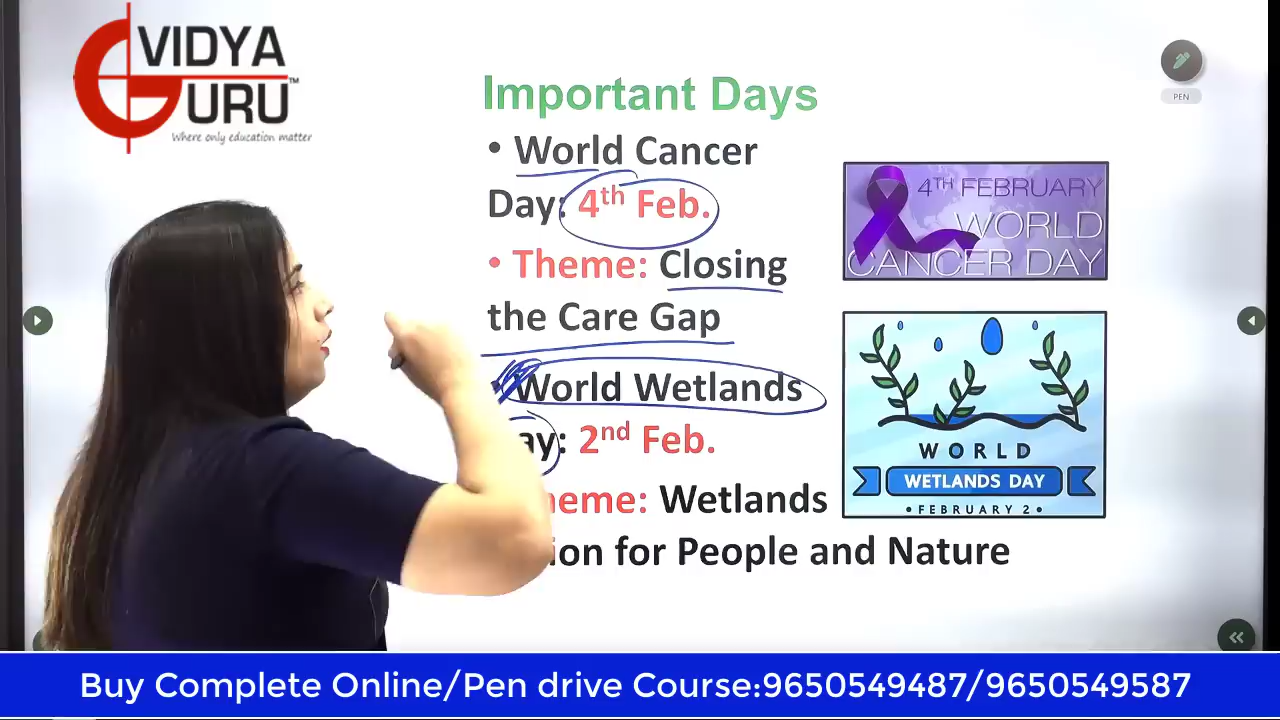 VIDYA
GURU™
Where only education matter
Important Days
PEN
• World Cancer
Day: 4th Feb.
• Theme: Closing
the Care Gap
• World Wetlands
ay: 2nd Feb.
heme: Wetlands
ion for People and Nature
4TH FEBRUARY
WORLD
CANCER DAY
WORLD
WETLANDS DAY
• FEBRUARY 2 •
Buy Complete Online/Pen drive Course:9650549487/9650549587